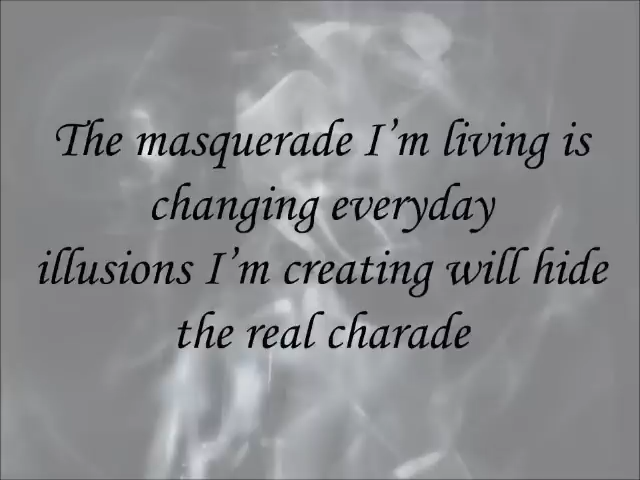 The masquerade I'm living is
changing everyday
illusions I'm creating will hide
the real charade